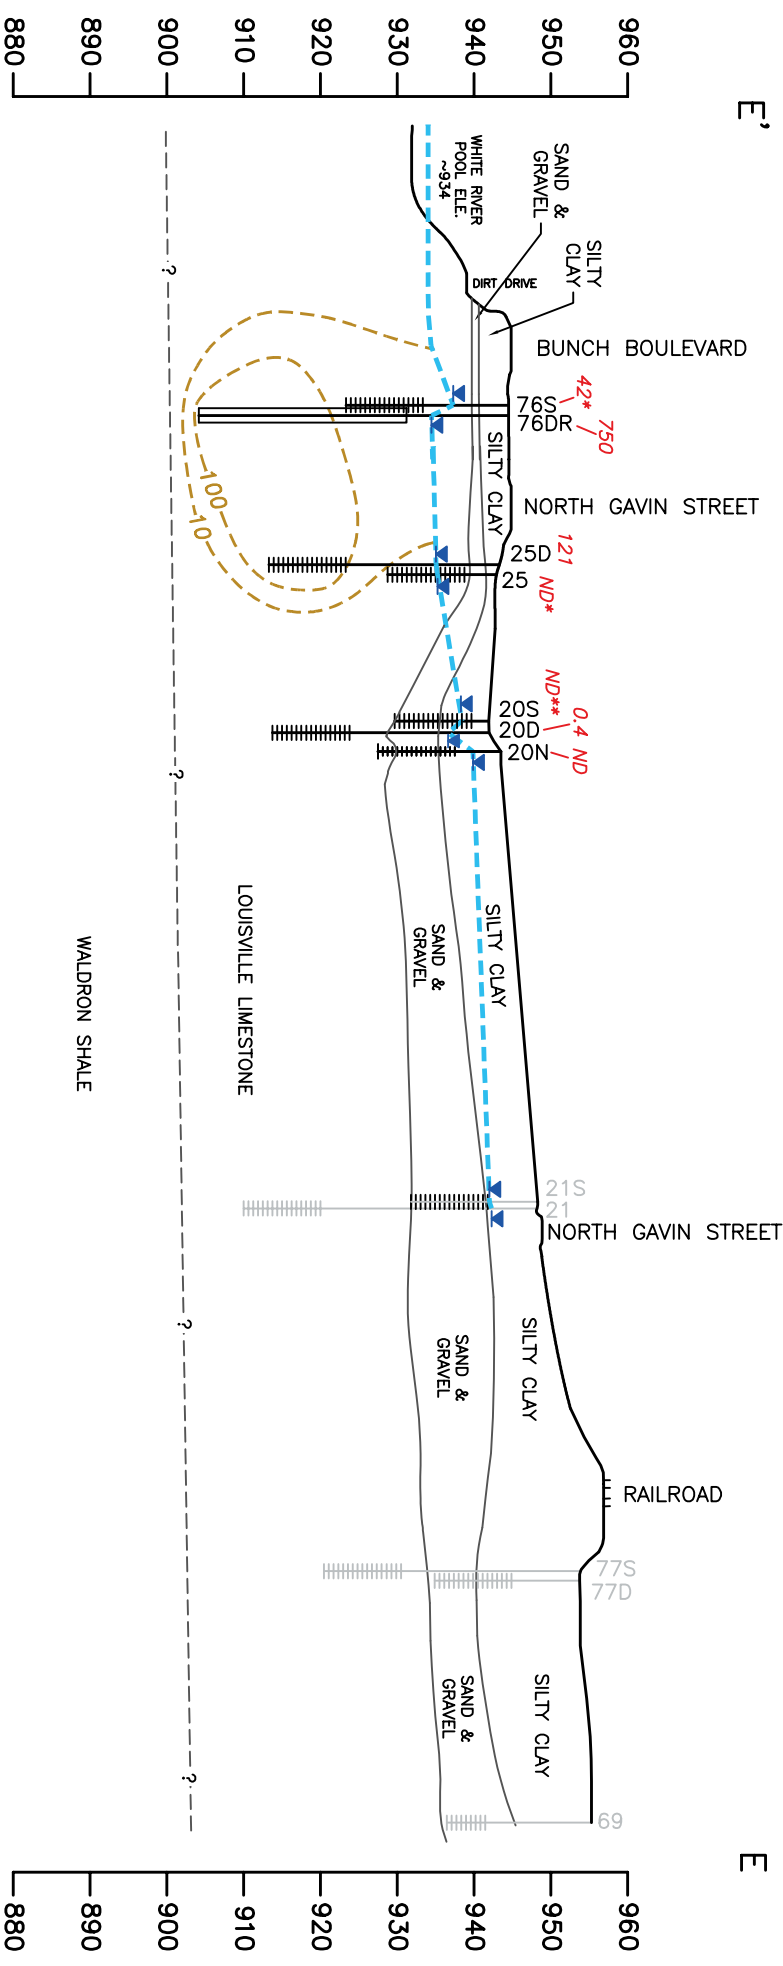 E'
960
950
940
930
920
910
900
890
880
SAND &
GRAVEL
SILTY
CLAY
WHITE RIVER
POOL ELE.
~934
DIRT DRIVE
BUNCH BOULEVARD
76S
42*
76DR
750
SILTY CLAY
NORTH GAVIN STREET
25D
121
25
ND*
100
10
?
20S
ND**
20D
0.4
20N
ND
?
SILTY CLAY
SAND &
GRAVEL
LOUISVILLE LIMESTONE
WALDRON SHALE
21S
21
NORTH GAVIN STREET
SILTY CLAY
SAND &
GRAVEL
?
RAILROAD
77S
77D
SILTY CLAY
SAND &
GRAVEL
?
69
E
960
950
940
930
920
910
900
890
880